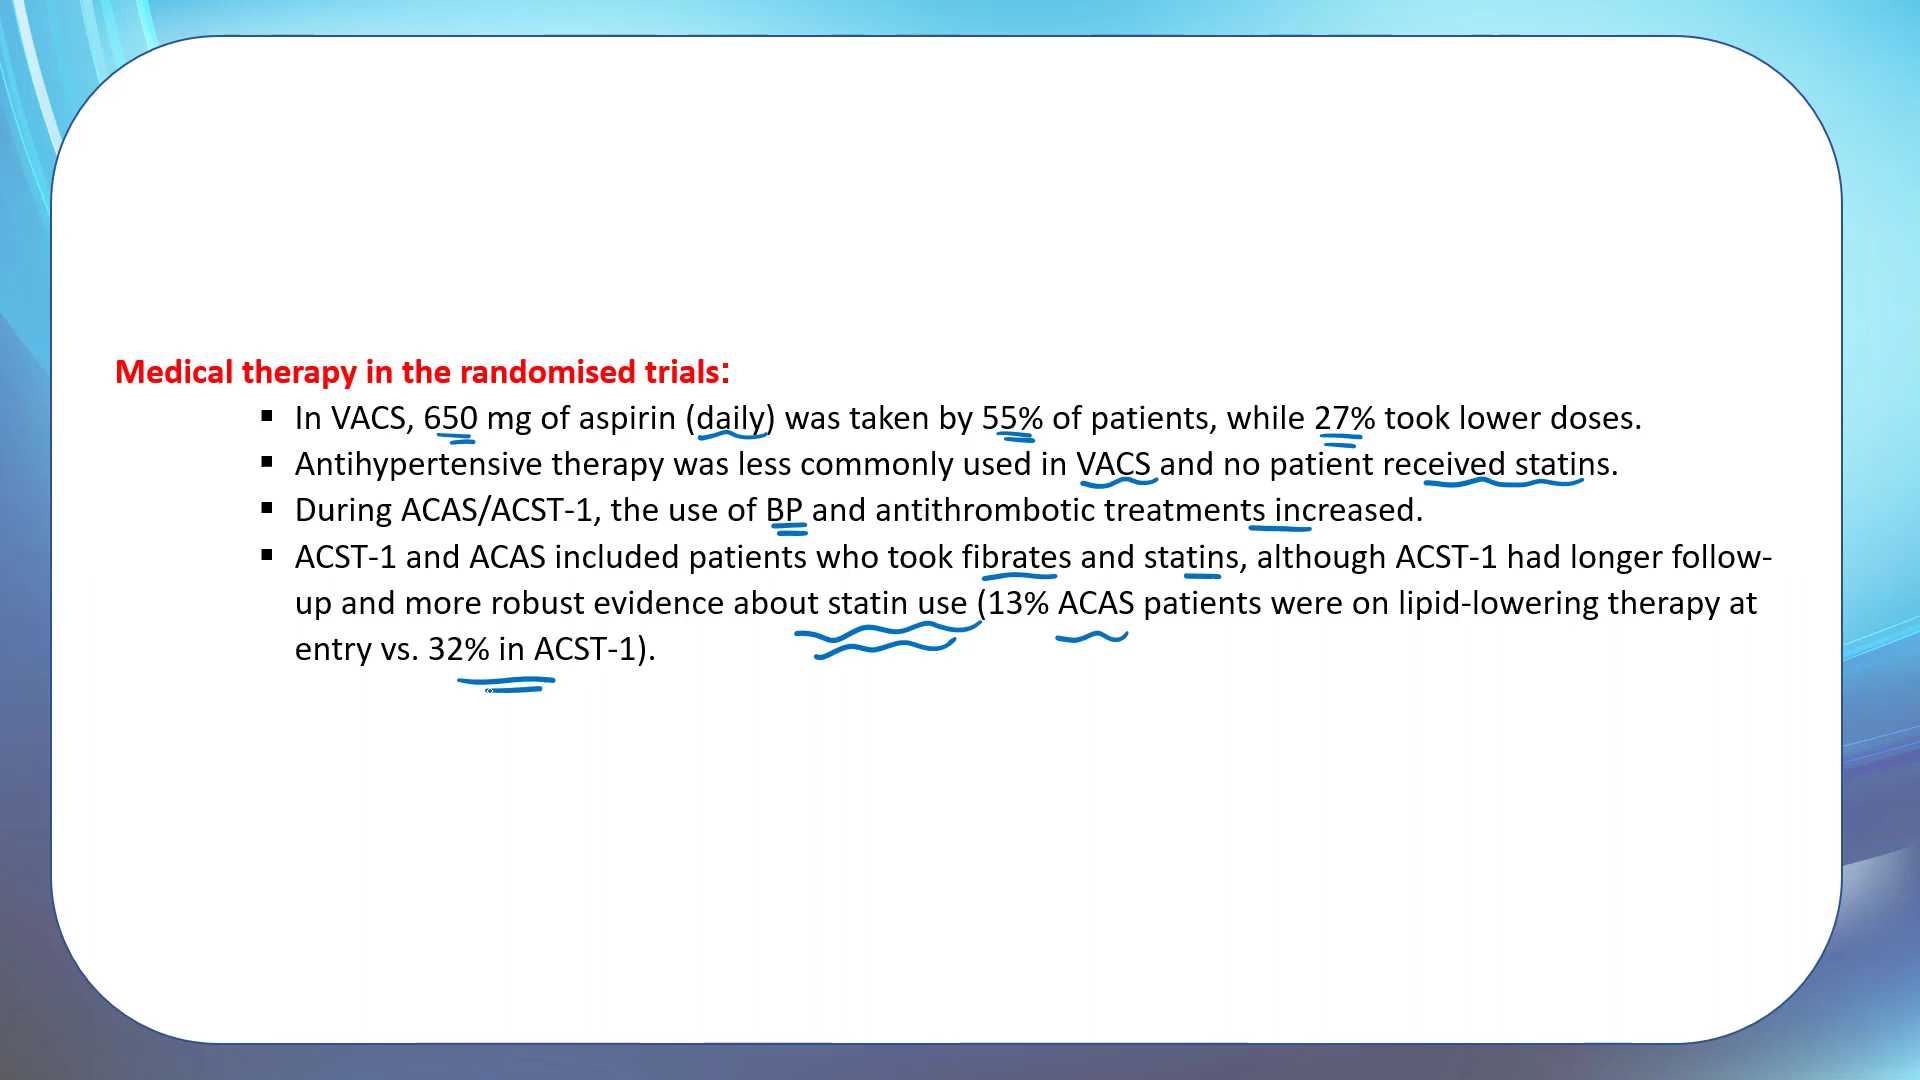 Medical therapy in the randomised trials:
▪ In VACS, 650 mg of aspirin (daily) was taken by 55% of patients, while 27% took lower doses.
▪ Antihypertensive therapy was less commonly used in VACS and no patient received statins.
▪ During ACAS/ACST-1, the use of BP and antithrombotic treatments increased.
▪ ACST-1 and ACAS included patients who took fibrates and statins, although ACST-1 had longer follow-
up and more robust evidence about statin use (13% ACAS patients were on lipid-lowering therapy at
entry vs. 32% in ACST-1).